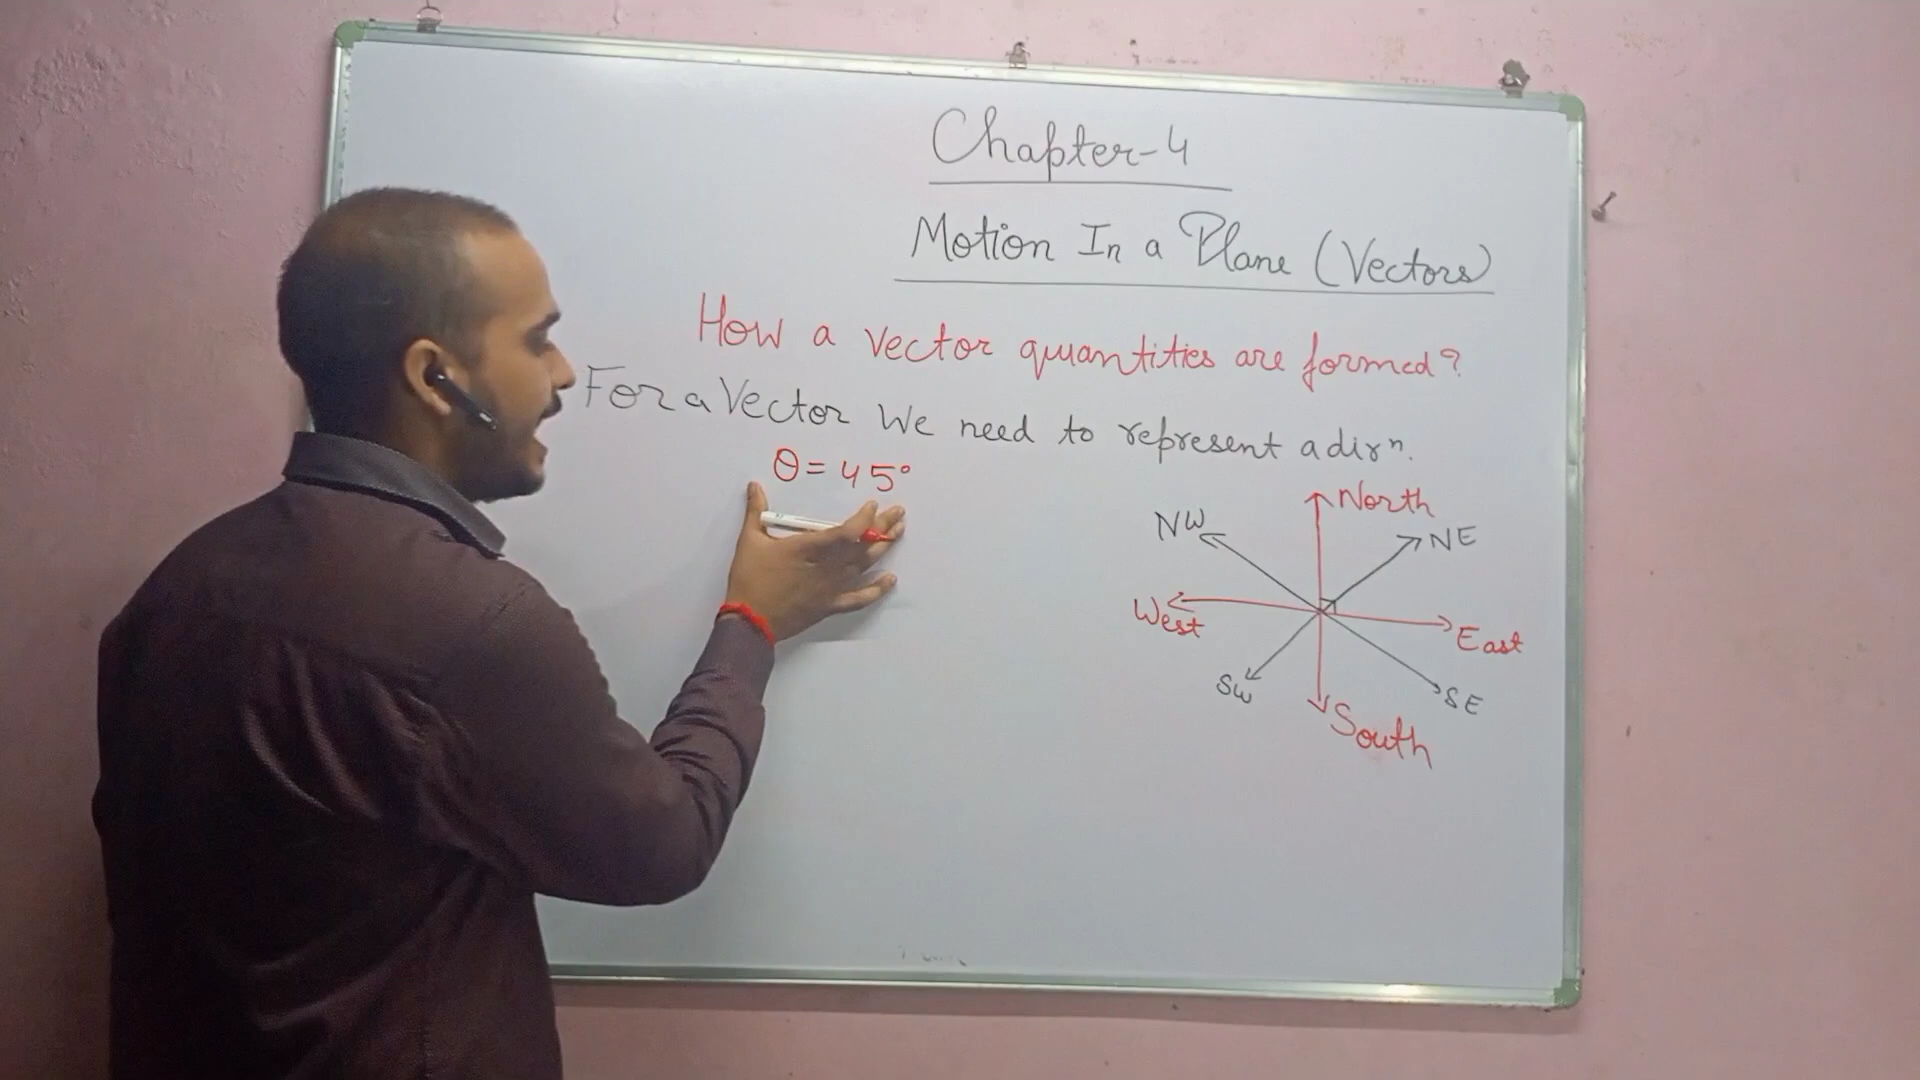 Chapter-4
Motion In a Plane (Vectors)
How a vector quantities are formed?
For a Vector We need to represent a dirⁿ.
θ = 45°
North
NW
NE
West
East
SW
SE
South